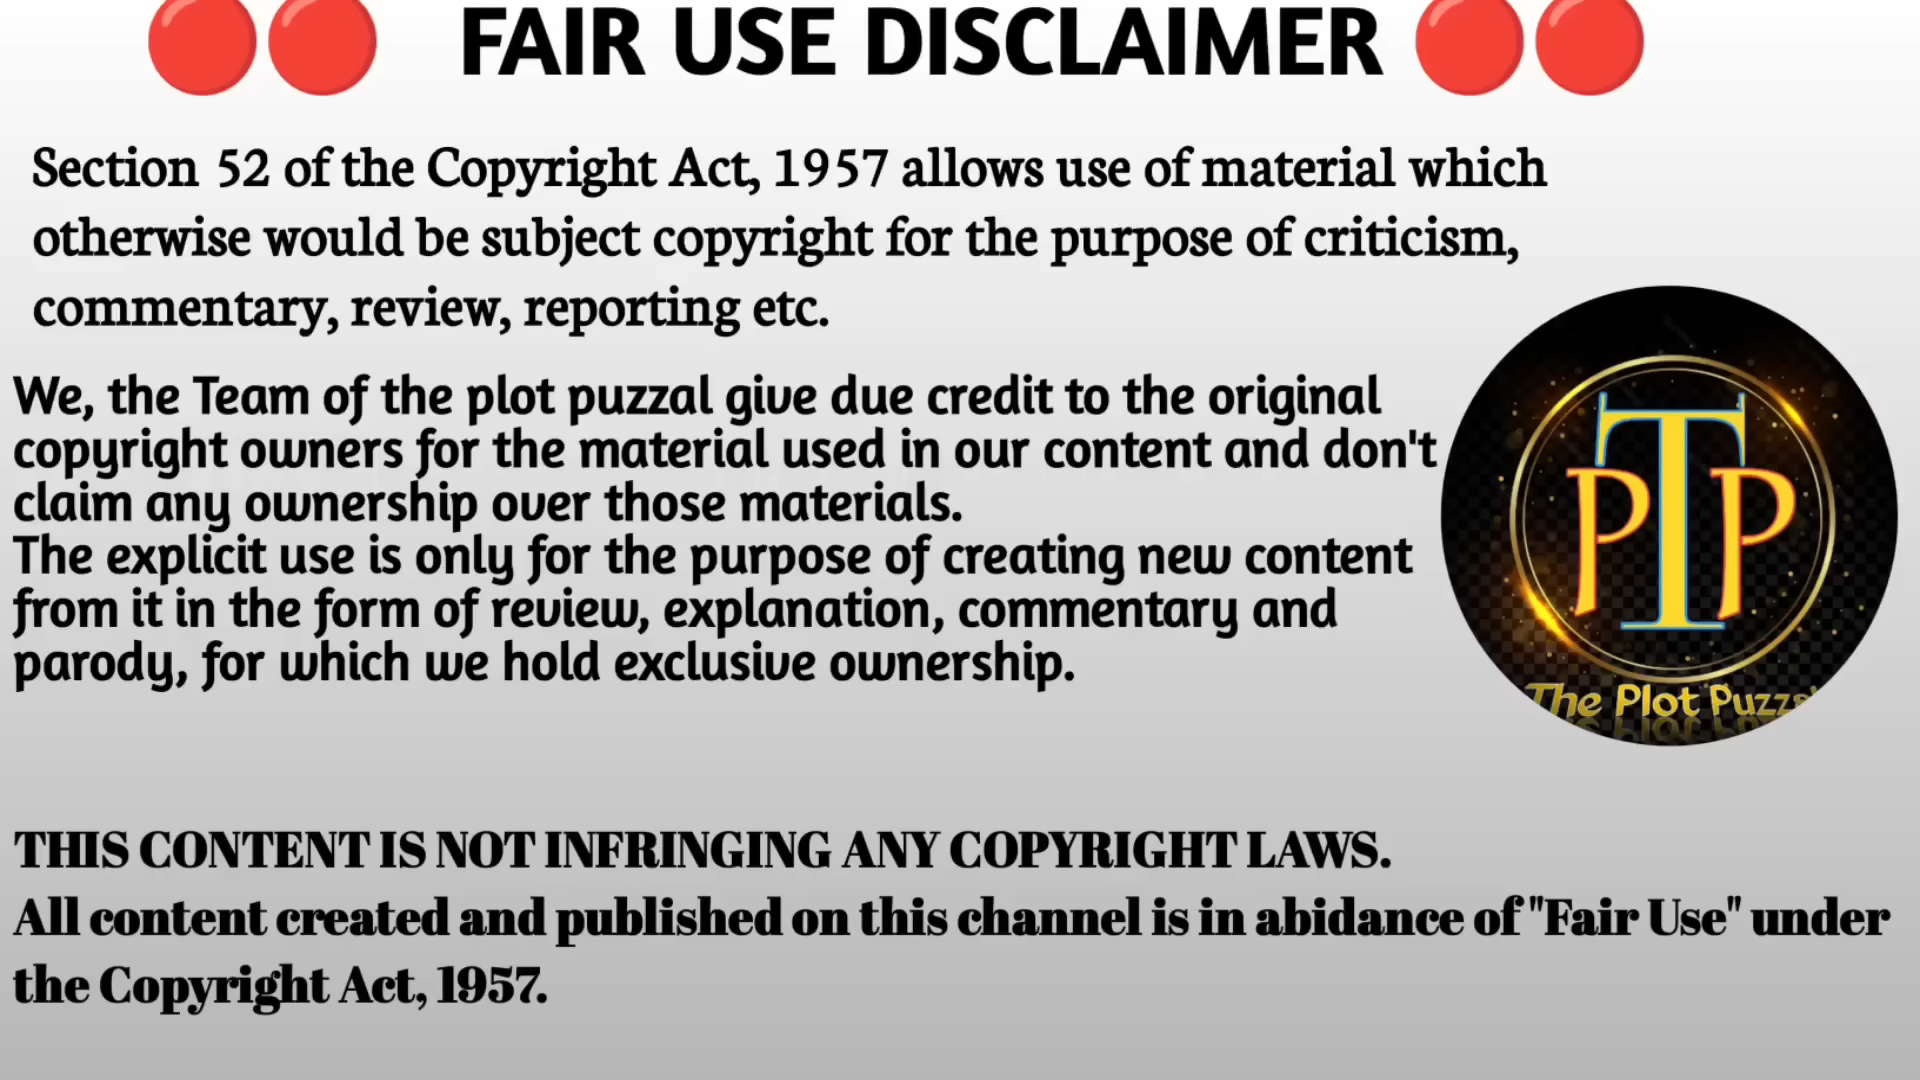 FAIR USE DISCLAIMER
Section 52 of the Copyright Act, 1957 allows use of material which
otherwise would be subject copyright for the purpose of criticism,
commentary, review, reporting etc.
We, the Team of the plot puzzal give due credit to the original
copyright owners for the material used in our content and don't
claim any ownership over those materials.
The explicit use is only for the purpose of creating new content
from it in the form of review, explanation, commentary and
parody, for which we hold exclusive ownership.
PTP
The Plot
THIS CONTENT IS NOT INFRINGING ANY COPYRIGHT LAWS.
All content created and published on this channel is in abidance of "Fair Use" under
the Copyright Act, 1957.